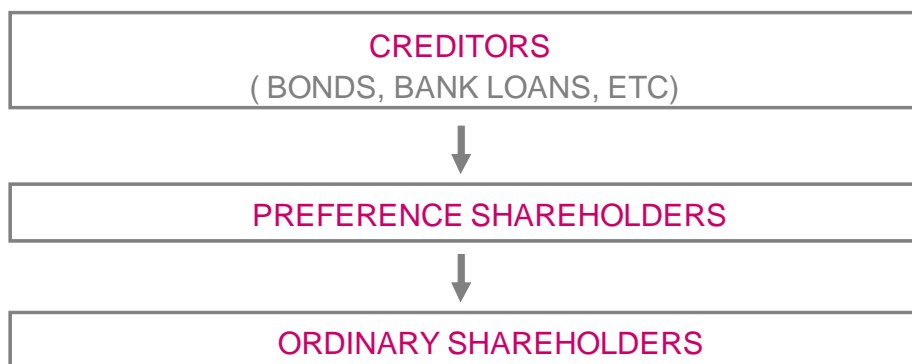 CREDITORS
( BONDS, BANK LOANS, ETC)
PREFERENCE SHAREHOLDERS
ORDINARY SHAREHOLDERS